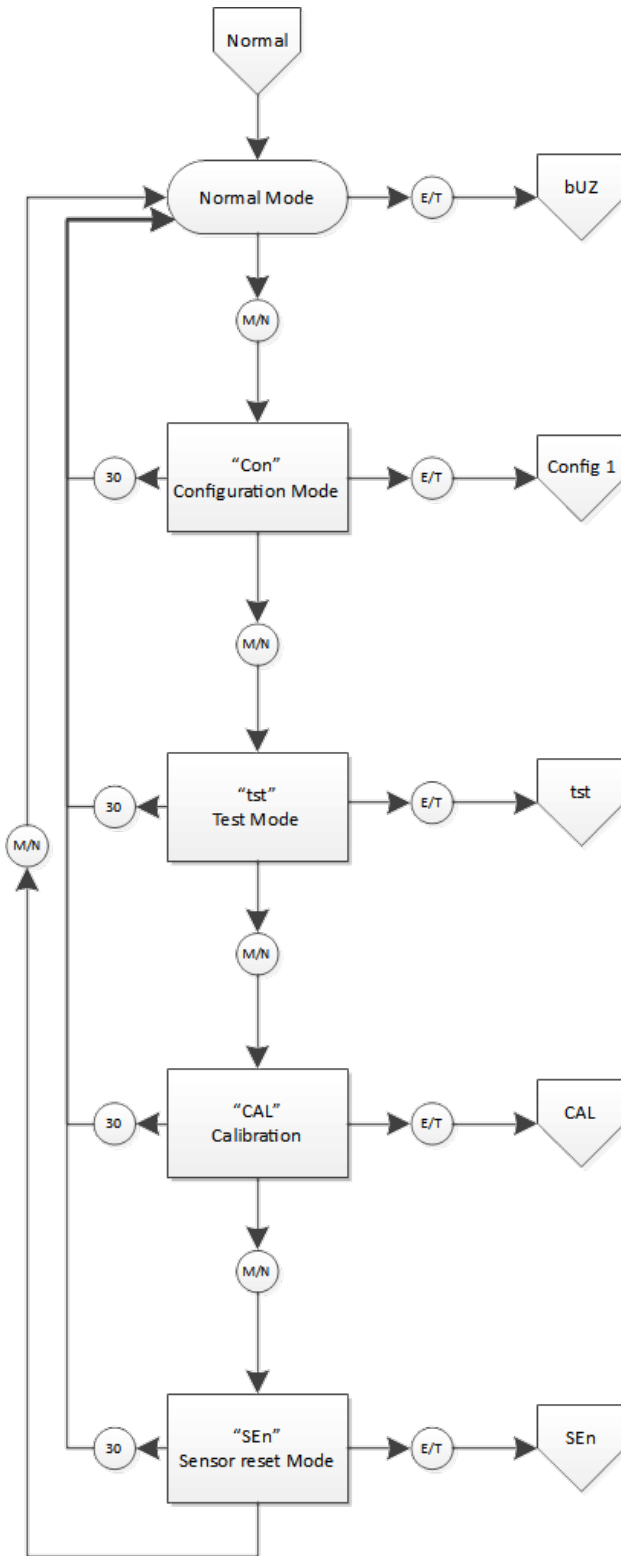 Normal
Normal Mode
E/T
bUZ
M/N
30
“Con”
Configuration Mode
E/T
Config 1
M/N
30
“tst”
Test Mode
E/T
tst
M/N
M/N
30
“CAL”
Calibration
E/T
CAL
M/N
30
“SEn”
Sensor reset Mode
E/T
SEn